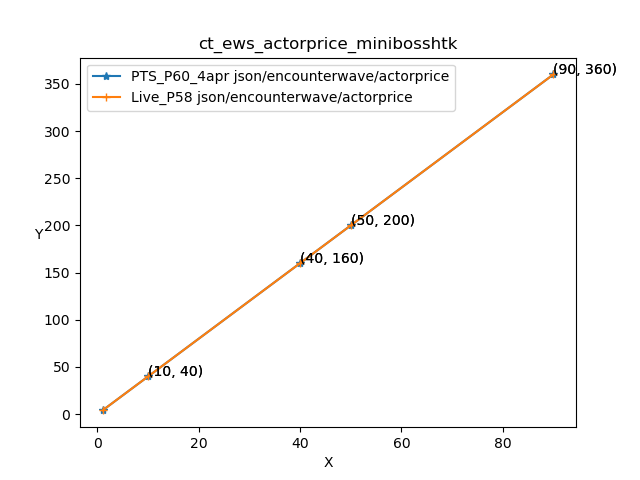 ct_ews_actorprice_minibosshtk
PTS_P60_4apr json/encounterwave/actorprice
Live_P58 json/encounterwave/actorprice
(90, 360)
(50, 200)
(40, 160)
(10, 40)
350
300
250
200
150
100
50
0
Y
0 20 40 60 80
X